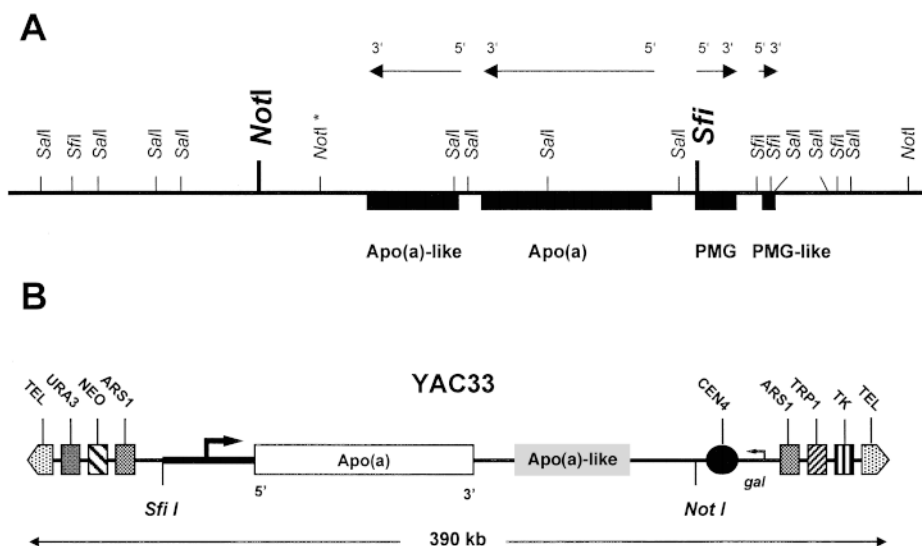 A
3' 5' 3' 5' 5' 3' 5' 3'
SalI SfiI SalI SalI SalI NotI NotI * SalI SalI SalI SalI Sfi SfiI SfiI SalI SalI SfiI SalI NotI
Apo(a)-like Apo(a) PMG PMG-like
B
YAC33
TEL URA3 NEO ARS1 CEN4 ARS1 TRP1 TK TEL
Apo(a) Apo(a)-like
Sfi I 5' 3' Not I gal
390 kb